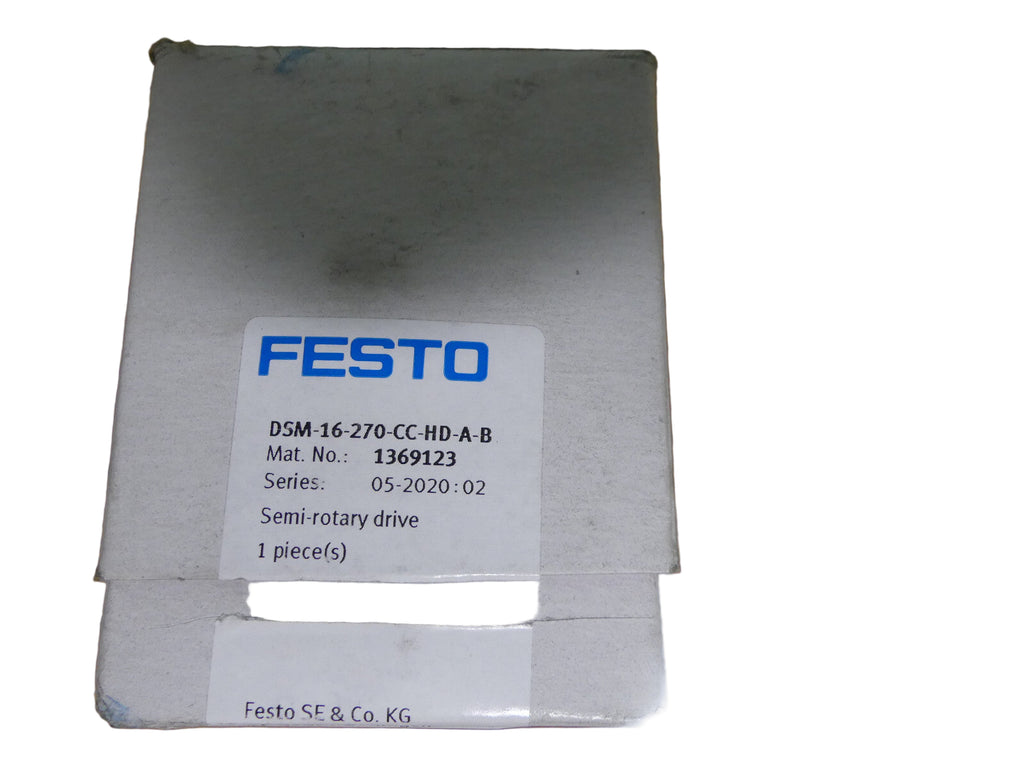 FESTO
DSM-16-270-CC-HD-A-B
Mat. No.: 1369123
Series: 05-2020:02
Semi-rotary drive
1 piece(s)
Festo SE & Co. KG